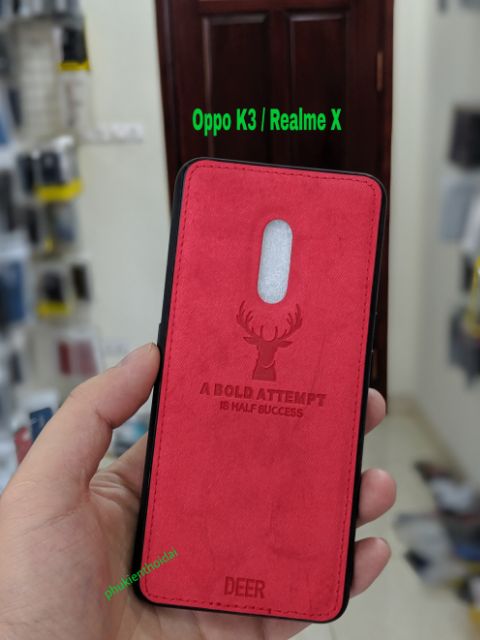 Oppo K3 / Realme X
A BOLD ATTEMPT
IS HALF SUCCESS
DEER
phukienthoidai